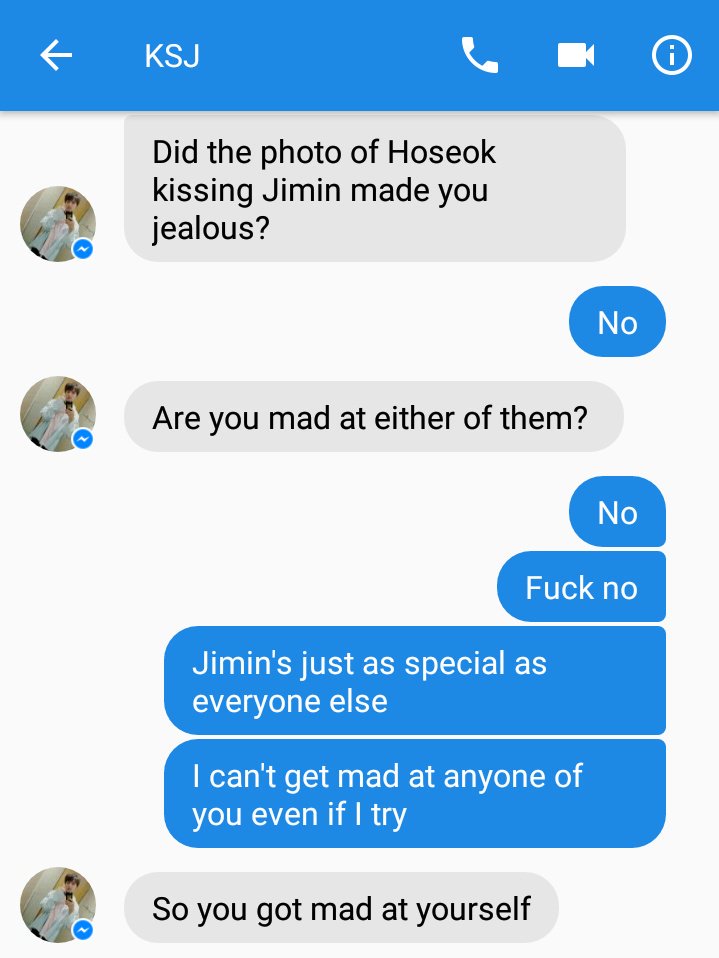 KSJ
Did the photo of Hoseok
kissing Jimin made you
jealous?
No
Are you mad at either of them?
No
Fuck no
Jimin's just as special as
everyone else
I can't get mad at anyone of
you even if I try
So you got mad at yourself